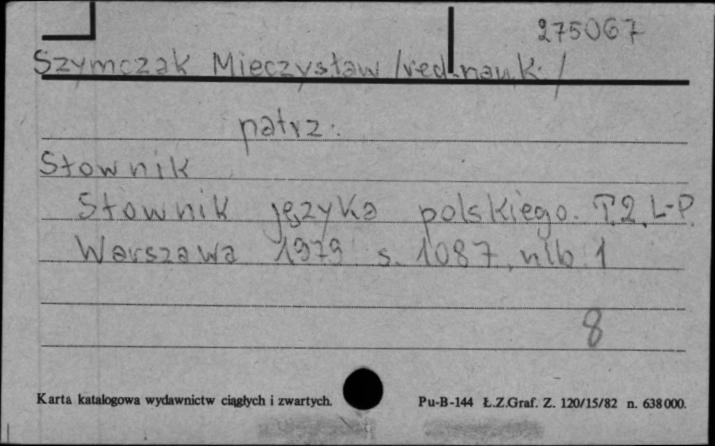 275067
Szymczak Mieczysław /red. nauk./
patrz:
Słownik
Słownik języka polskiego. T.2. L-P
Warszawa 1979 s. 1087, nlb. 1
8
Karta katalogowa wydawnictw ciągłych i zwartych. Pu-B-144 Ł.Z.Graf. Z. 120/15/82 n. 638000.